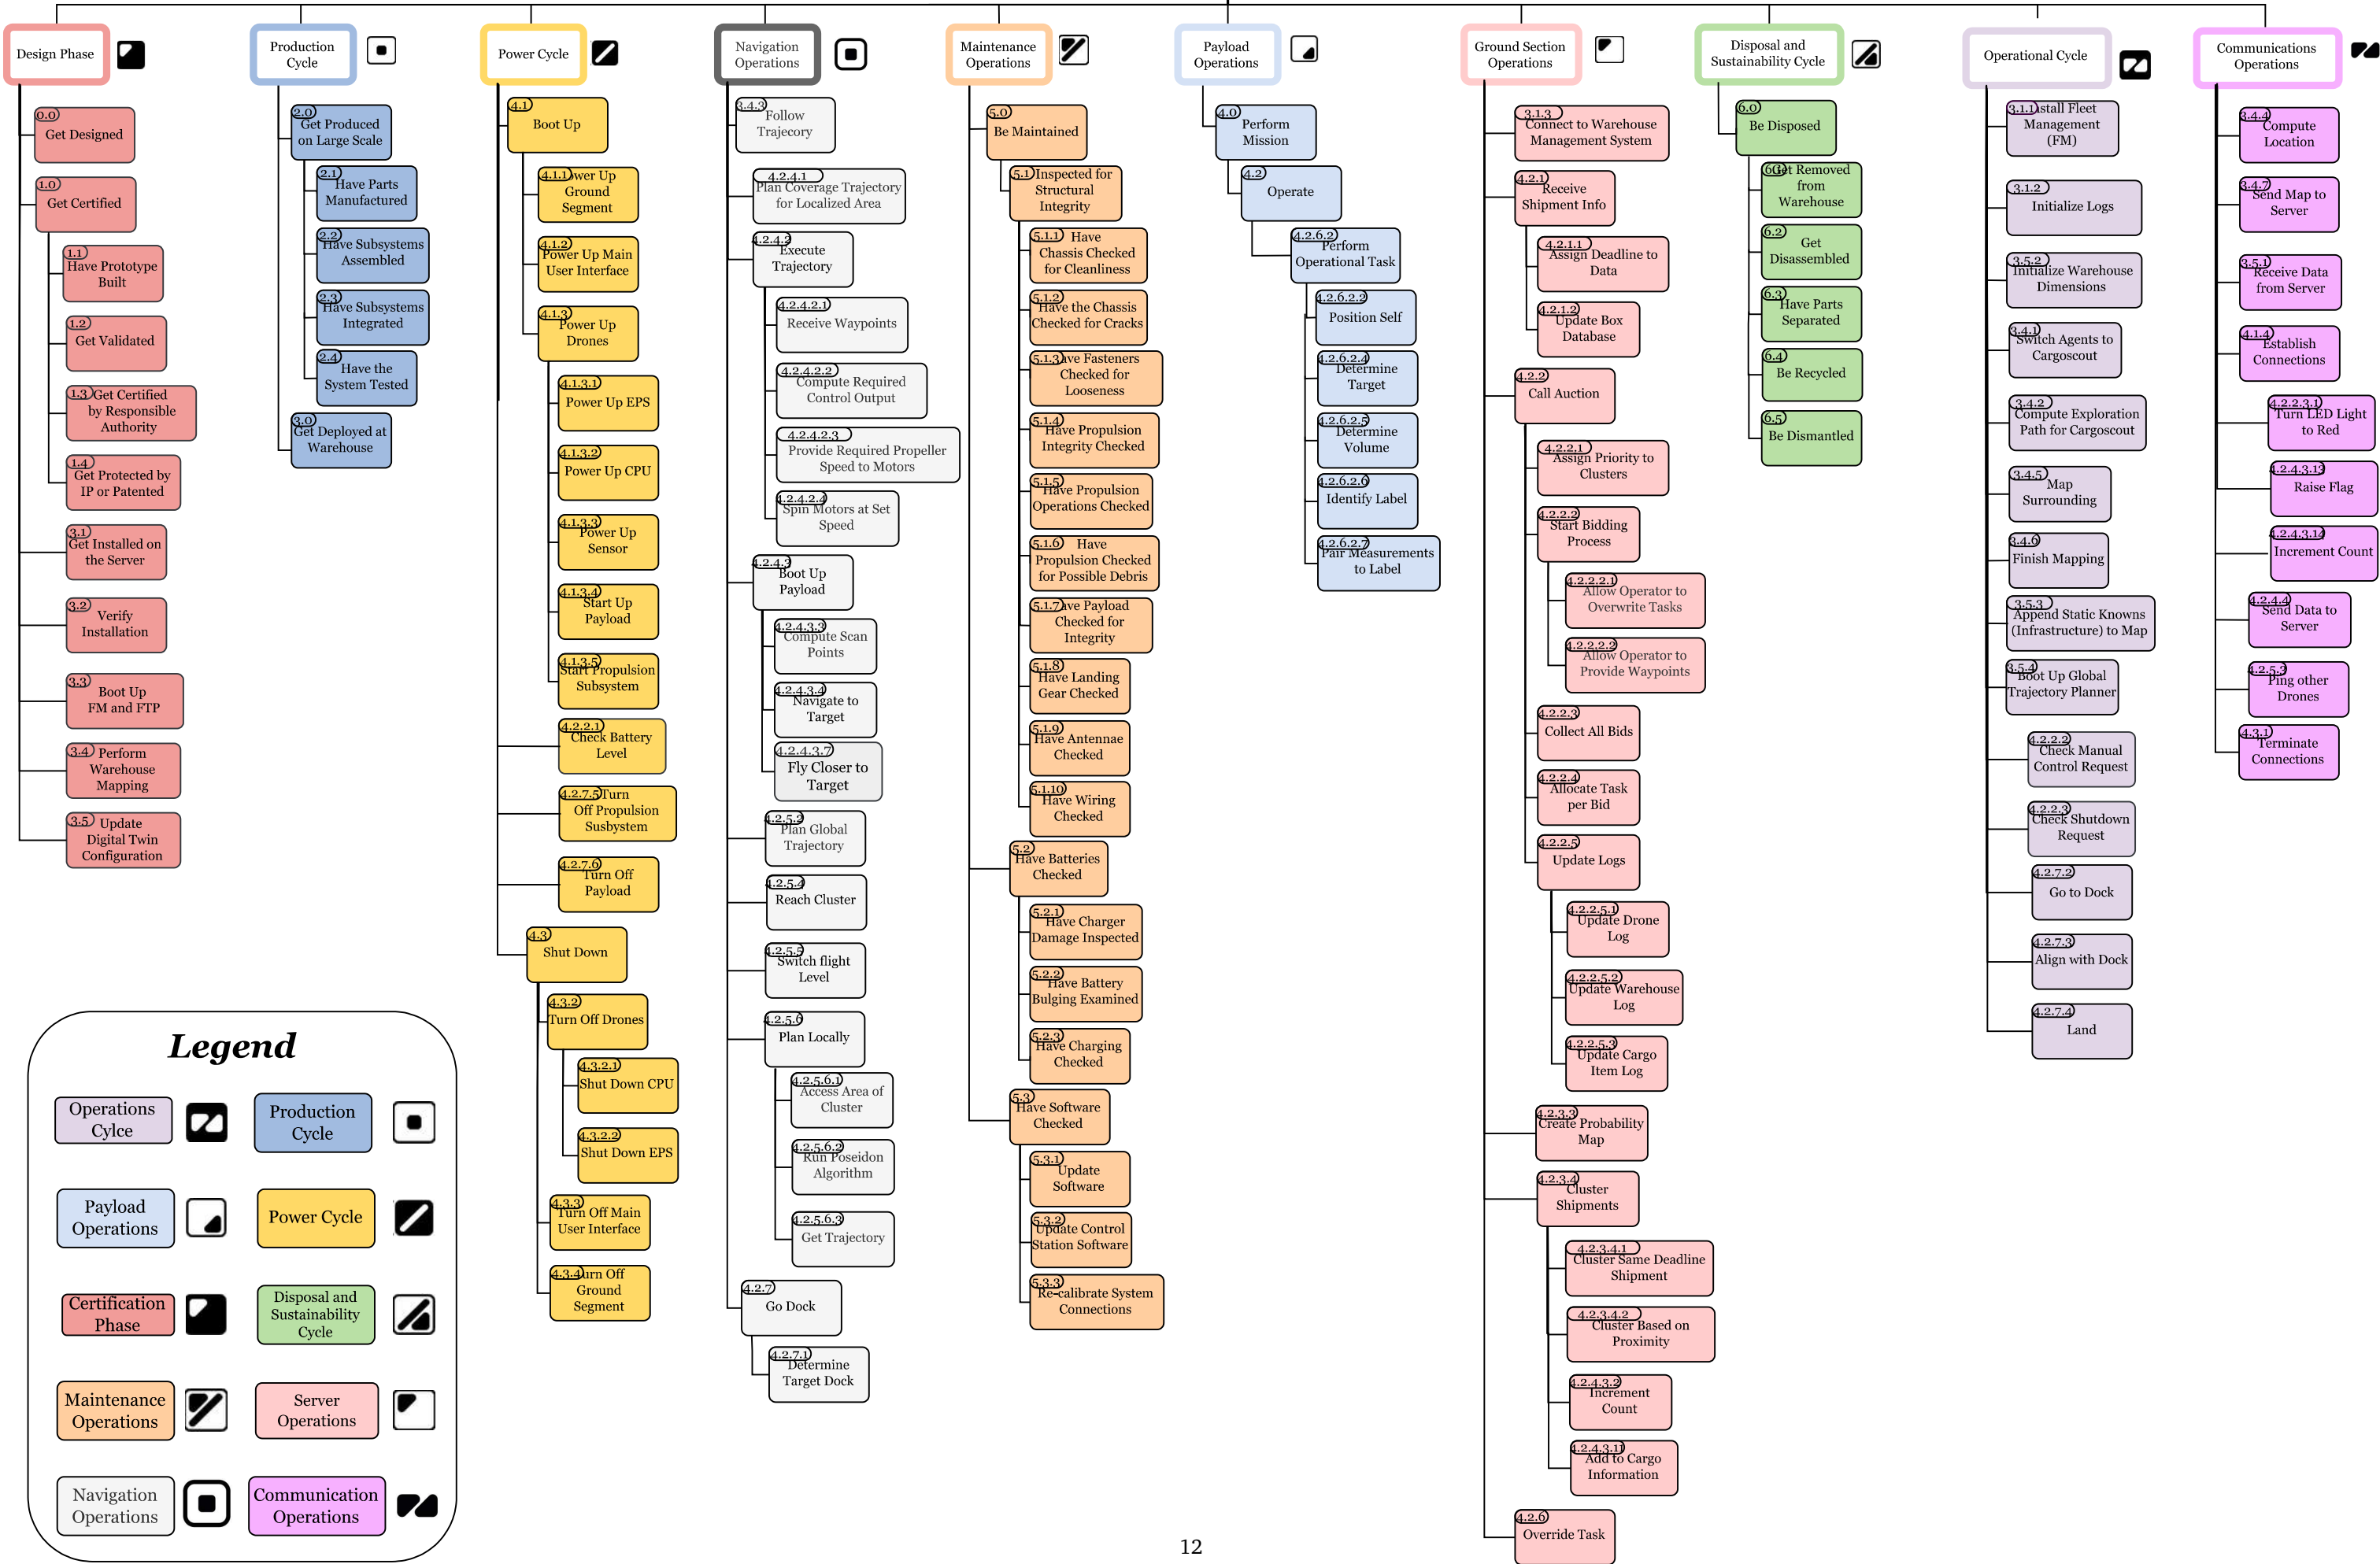 Design Phase
Production
Cycle
Power Cycle
Navigation
Operations
Maintenance
Operations
Payload
Operations
Ground Section
Operations
Disposal and
Sustainability Cycle
Operational Cycle
Communications
Operations
0.0
Get Designed
1.0
Get Certified
1.1
Have Prototype
Built
1.2
Get Validated
1.3 Get Certified
by Responsible
Authority
1.4
Get Protected by
IP or Patented
3.1
Get Installed on
the Server
3.2
Verify
Installation
3.3
Boot Up
FM and FTP
3.4 Perform
Warehouse
Mapping
3.5 Update
Digital Twin
Configuration
2.0
Get Produced
on Large Scale
2.1
Have Parts
Manufactured
2.2
Have Subsystems
Assembled
2.3
Have Subsystems
Integrated
2.4
Have the
System Tested
3.0
Get Deployed at
Warehouse
4.1
Boot Up
4.1.1 ower Up
Ground
Segment
4.1.2
Power Up Main
User Interface
4.1.3
Power Up
Drones
4.1.3.1
Power Up EPS
4.1.3.2
Power Up CPU
4.1.3.3
Power Up
Sensor
4.1.3.4
Start Up
Payload
4.1.3.5
Start Propulsion
Subsystem
4.2.2.1
Check Battery
Level
4.2.7.5 Turn
Off Propulsion
Susbystem
4.2.7.6
Turn Off
Payload
4.3
Shut Down
4.3.2
Turn Off Drones
4.3.2.1
Shut Down CPU
4.3.2.2
Shut Down EPS
4.3.3
Turn Off Main
User Interface
4.3.4 urn Off
Ground
Segment
3.4.3
Follow
Trajecory
4.2.4.1
Plan Coverage Trajectory
for Localized Area
4.2.4.2
Execute
Trajectory
4.2.4.2.1
Receive Waypoints
4.2.4.2.2
Compute Required
Control Output
4.2.4.2.3
Provide Required Propeller
Speed to Motors
4.2.4.2.4
Spin Motors at Set
Speed
4.2.4.3
Boot Up
Payload
4.2.4.3.3
Compute Scan
Points
4.2.4.3.4
Navigate to
Target
4.2.4.3.7
Fly Closer to
Target
4.2.5.2
Plan Global
Trajectory
4.2.5.4
Reach Cluster
4.2.5.5
Switch flight
Level
4.2.5.6
Plan Locally
4.2.5.6.1
Access Area of
Cluster
4.2.5.6.2
Run Poseidon
Algorithm
4.2.5.6.3
Get Trajectory
4.2.7
Go Dock
4.2.7.1
Determine
Target Dock
5.0
Be Maintained
5.1 Inspected for
Structural
Integrity
5.1.1 Have
Chassis Checked
for Cleanliness
5.1.2
Have the Chassis
Checked for Cracks
5.1.3 ave Fasteners
Checked for
Looseness
5.1.4
Have Propulsion
Integrity Checked
5.1.5
Have Propulsion
Operations Checked
5.1.6 Have
Propulsion Checked
for Possible Debris
5.1.7 ave Payload
Checked for
Integrity
5.1.8
Have Landing
Gear Checked
5.1.9
Have Antennae
Checked
5.1.10
Have Wiring
Checked
5.2
Have Batteries
Checked
5.2.1
Have Charger
Damage Inspected
5.2.2
Have Battery
Bulging Examined
5.2.3
Have Charging
Checked
5.3
Have Software
Checked
5.3.1
Update
Software
5.3.2
Update Control
Station Software
5.3.3
Re-calibrate System
Connections
4.0
Perform
Mission
4.2
Operate
4.2.6.2
Perform
Operational Task
4.2.6.2.2
Position Self
4.2.6.2.4
Determine
Target
4.2.6.2.5
Determine
Volume
4.2.6.2.6
Identify Label
4.2.6.2.7
Pair Measurements
to Label
3.1.3
Connect to Warehouse
Management System
4.2.1
Receive
Shipment Info
4.2.1.1
Assign Deadline to
Data
4.2.1.2
Update Box
Database
4.2.2
Call Auction
4.2.2.1
Assign Priority to
Clusters
4.2.2.2
Start Bidding
Process
4.2.2.2.1
Allow Operator to
Overwrite Tasks
4.2.2.2.2
Allow Operator to
Provide Waypoints
4.2.2.3
Collect All Bids
4.2.2.4
Allocate Task
per Bid
4.2.2.5
Update Logs
4.2.2.5.1
Update Drone
Log
4.2.2.5.2
Update Warehouse
Log
4.2.2.5.3
Update Cargo
Item Log
4.2.3.3
Create Probability
Map
4.2.3.4
Cluster
Shipments
4.2.3.4.1
Cluster Same Deadline
Shipment
4.2.3.4.2
Cluster Based on
Proximity
4.2.4.3.2
Increment
Count
4.2.4.3.11
Add to Cargo
Information
4.2.6
Override Task
6.0
Be Disposed
Get Removed
from
Warehouse
6.2
Get
Disassembled
6.3
Have Parts
Separated
6.4
Be Recycled
6.5
Be Dismantled
3.1.1 stall Fleet
Management
(FM)
3.1.2
Initialize Logs
3.5.2
Initialize Warehouse
Dimensions
3.4.1
Switch Agents to
Cargoscout
3.4.2
Compute Exploration
Path for Cargoscout
3.4.5
Map
Surrounding
3.4.6
Finish Mapping
3.5.3
Append Static Knowns
(Infrastructure) to Map
3.5.4
Boot Up Global
Trajectory Planner
4.2.2.2
Check Manual
Control Request
4.2.2.3
Check Shutdown
Request
4.2.7.2
Go to Dock
4.2.7.3
Align with Dock
4.2.7.4
Land
3.4.4
Compute
Location
3.4.7
Send Map to
Server
3.5.1
Receive Data
from Server
4.1.4
Establish
Connections
4.2.2.3.1
Turn LED Light
to Red
4.2.4.3.13
Raise Flag
4.2.4.3.14
Increment Count
4.2.4.4
Send Data to
Server
4.2.5.3
Ping other
Drones
4.3.1
Terminate
Connections
Legend
Operations
Cylce
Production
Cycle
Payload
Operations
Power Cycle
Certification
Phase
Disposal and
Sustainability
Cycle
Maintenance
Operations
Server
Operations
Navigation
Operations
Communication
Operations
12